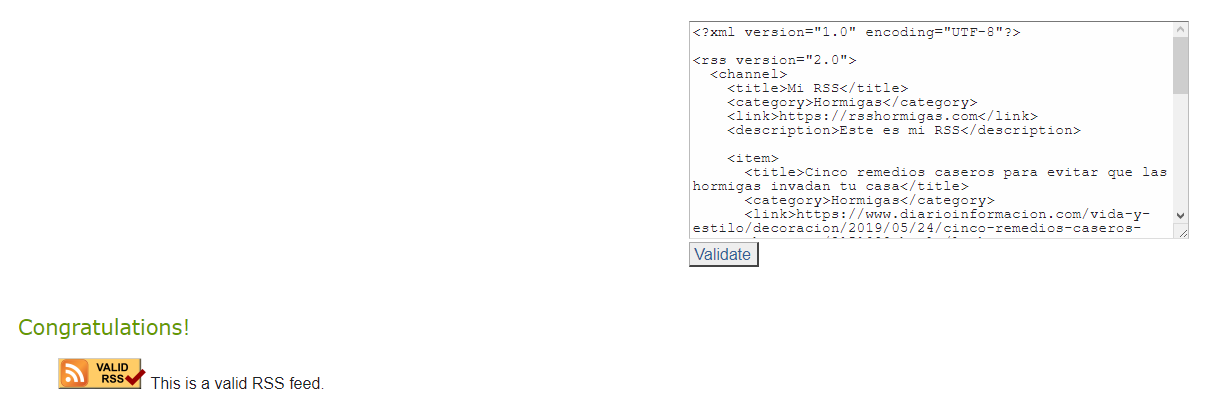 <?xml version="1.0" encoding="UTF-8"?>
<rss version="2.0">
<channel>
<title>Mi RSS</title>
<category>Hormigas</category>
<link>https://rsshormigas.com</link>
<description>Este es mi RSS</description>
<item>
<title>Cinco remedios caseros para evitar que las
hormigas invadan tu casa</title>
<category>Hormigas</category>
<link>https://www.diarioinformacion.com/vida-y-
estilo/decoracion/2019/05/24/cinco-remedios-caseros-
Validate
Congratulations!
VALID
RSS
This is a valid RSS feed.